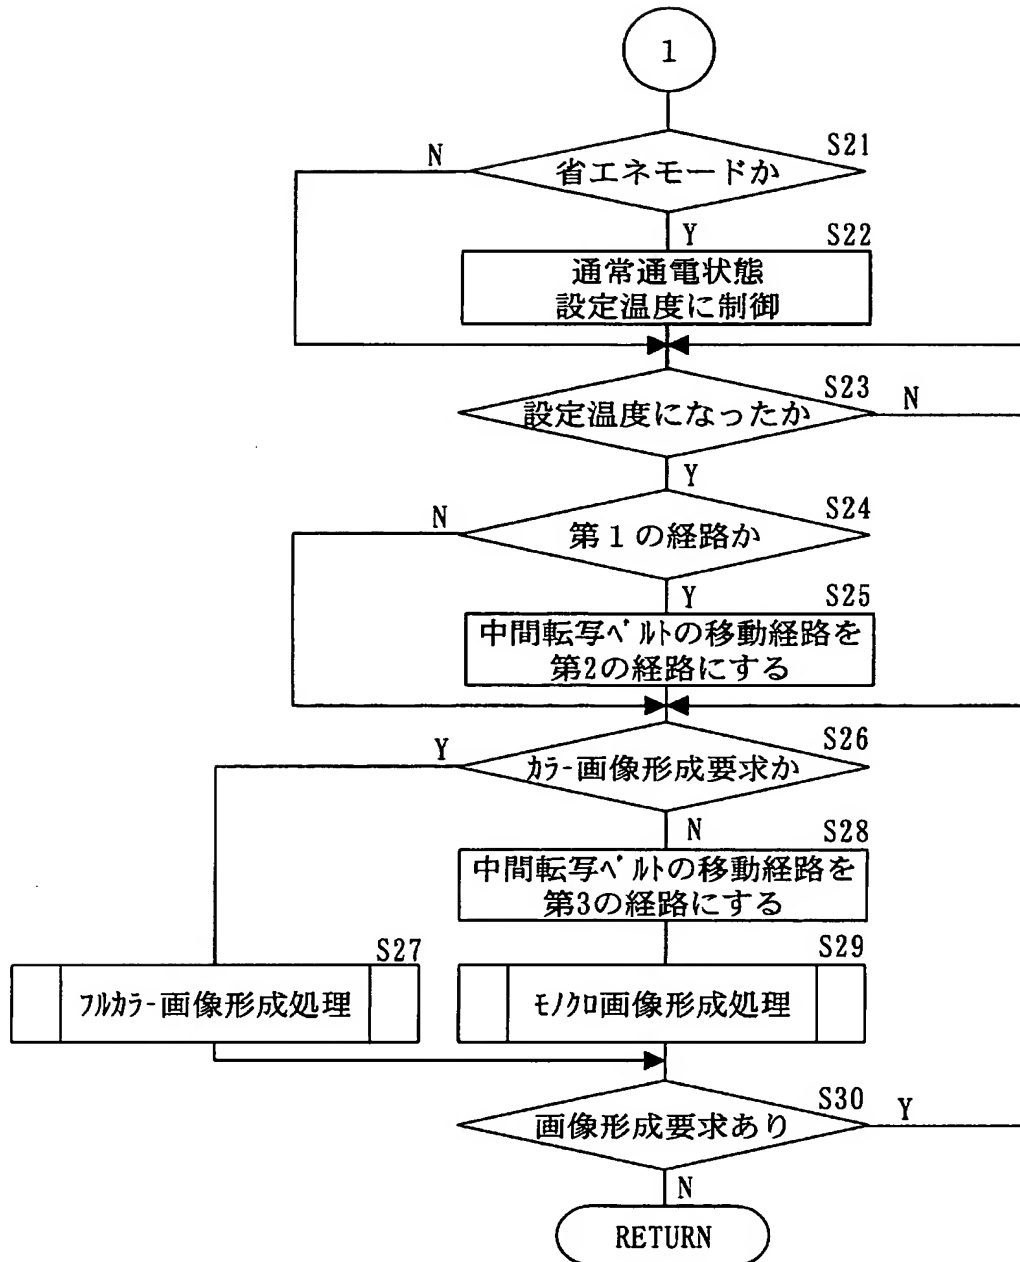 1
S21
N
省エネモードか
Y
S22
通常通電状態
設定温度に制御
S23
設定温度になったか
N
Y
S24
N
第1の経路か
Y
S25
中間転写ベルトの移動経路を
第2の経路にする
S26
Y
カラー画像形成要求か
N
S28
中間転写ベルトの移動経路を
第3の経路にする
S27
S29
フルカラー画像形成処理
モノクロ画像形成処理
S30
画像形成要求あり
Y
N
RETURN